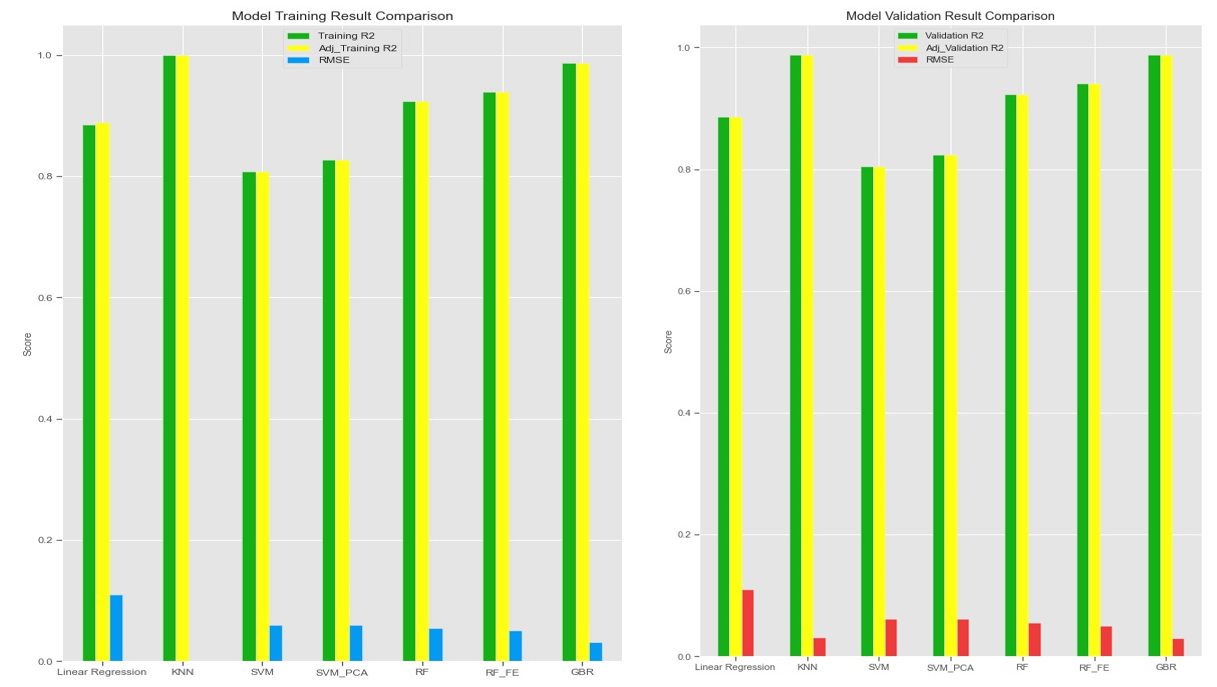 Model Training Result Comparison
Training R2
Adj_Training R2
RMSE
Score
1.0
0.8
0.6
0.4
0.2
0.0
Linear Regression KNN SVM SVM_PCA RF RF_FE GBR
Model Validation Result Comparison
Validation R2
Adj_Validation R2
RMSE
Score
1.0
0.8
0.6
0.4
0.2
0.0
Linear Regression KNN SVM SVM_PCA RF RF_FE GBR